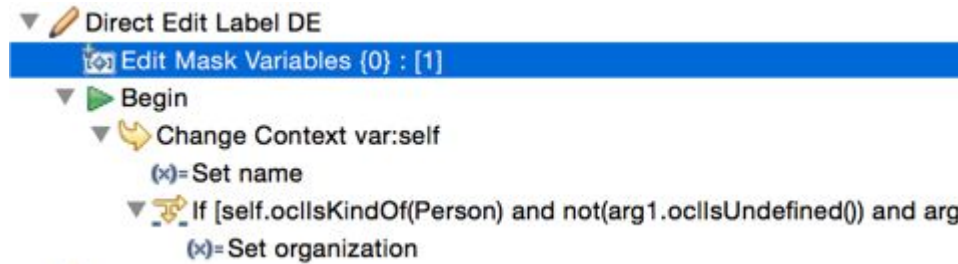 Direct Edit Label DE
Edit Mask Variables {0} : [1]
Begin
Change Context var:self
(x)= Set name
If [self.oclIsKindOf(Person) and not(arg1.oclIsUndefined()) and arg
(x)= Set organization